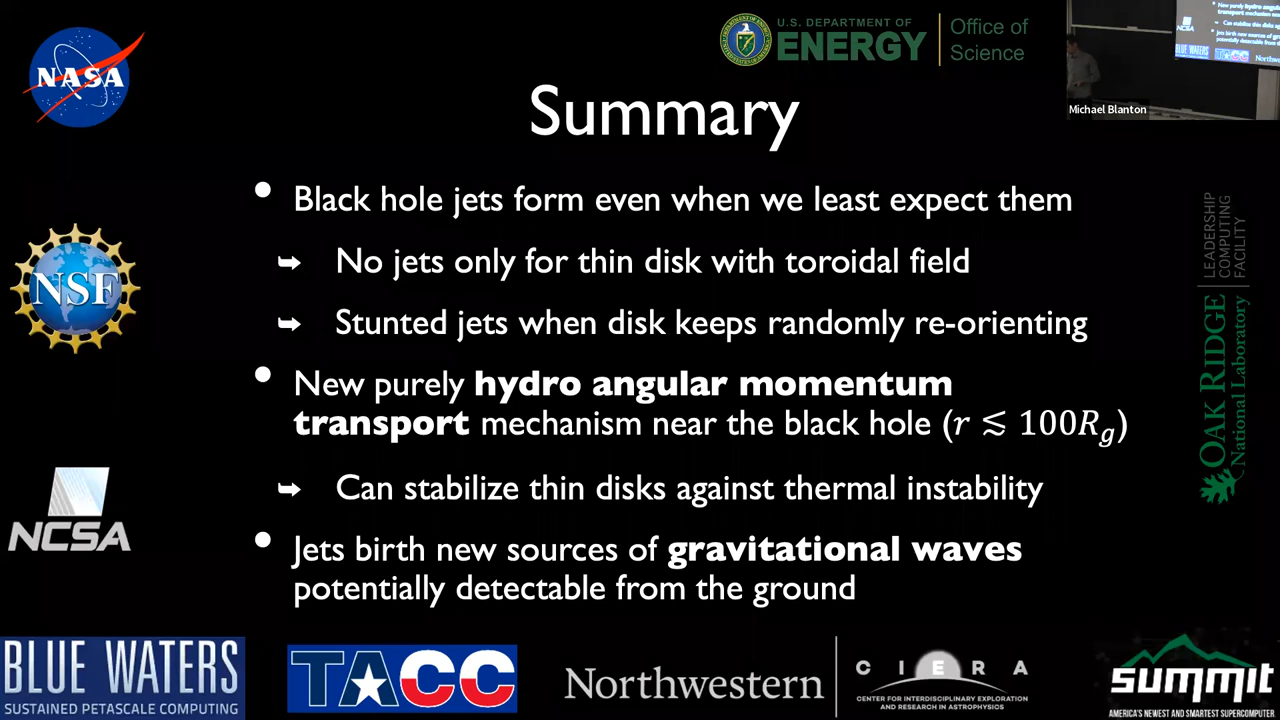 NASA
U.S. DEPARTMENT OF
ENERGY
Office of
Science
Michael Blanton
Summary
• Black hole jets form even when we least expect them
➥ No jets only for thin disk with toroidal field
➥ Stunted jets when disk keeps randomly re-orienting
• New purely hydro angular momentum
transport mechanism near the black hole (r ≲ 100R_g)
➥ Can stabilize thin disks against thermal instability
• Jets birth new sources of gravitational waves
potentially detectable from the ground
NSF
NCSA
OAK RIDGE
National Laboratory
LEADERSHIP
COMPUTING
FACILITY
BLUE WATERS
SUSTAINED PETASCALE COMPUTING
TACC
Northwestern
CIERA
CENTER FOR INTERDISCIPLINARY EXPLORATION
AND RESEARCH IN ASTROPHYSICS
summit
AMERICA'S NEWEST AND SMARTEST SUPERCOMPUTER